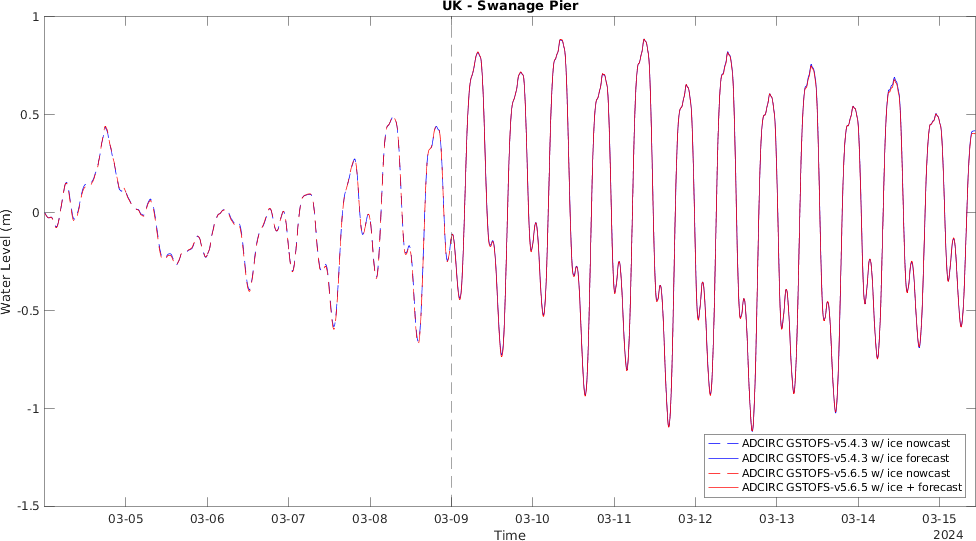 UK - Swanage Pier
1
0.5
0
-0.5
-1
-1.5
Water Level (m)
ADCIRC GSTOFS-v5.4.3 w/ ice nowcast
ADCIRC GSTOFS-v5.4.3 w/ ice forecast
ADCIRC GSTOFS-v5.6.5 w/ ice nowcast
ADCIRC GSTOFS-v5.6.5 w/ ice + forecast
03-05 03-06 03-07 03-08 03-09 03-10 03-11 03-12 03-13 03-14 03-15
Time
2024